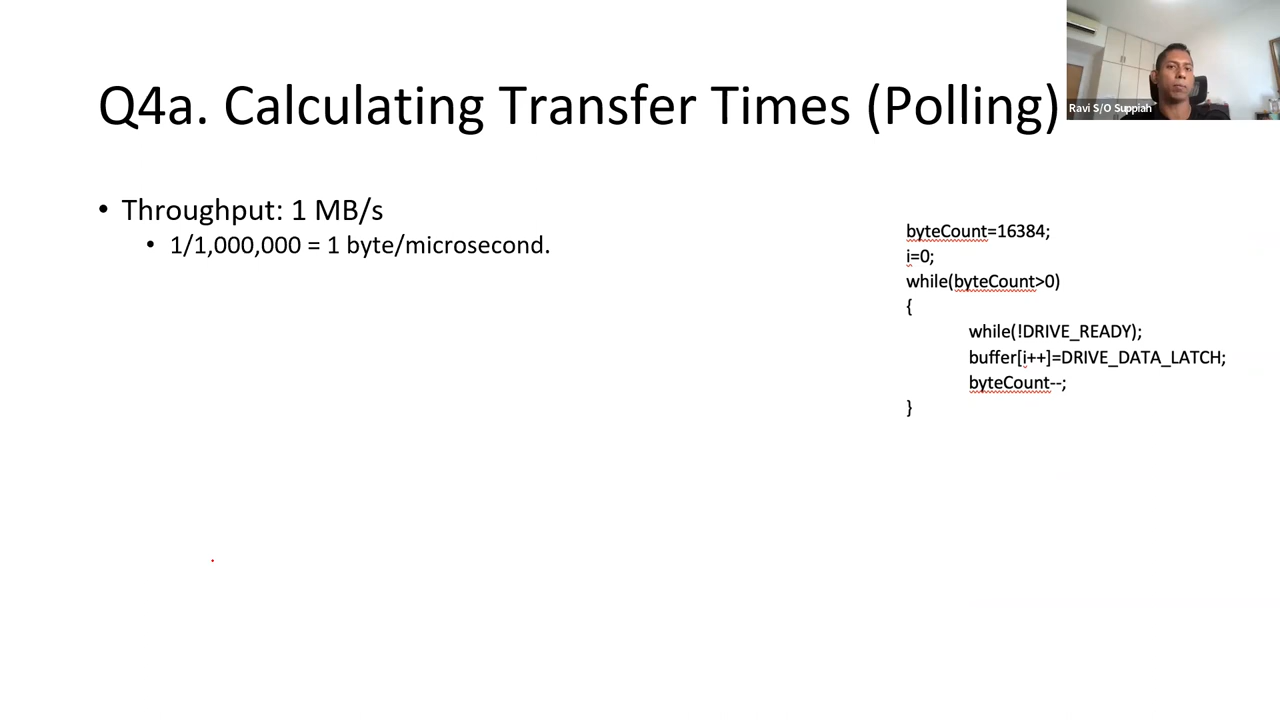 Q4a. Calculating Transfer Times (Polling)
Ravi S/O Suppiah
• Throughput: 1 MB/s
• 1/1,000,000 = 1 byte/microsecond.
byteCount=16384;
i=0;
while(byteCount>0)
{
while(!DRIVE_READY);
buffer[i++]=DRIVE_DATA_LATCH;
byteCount--;
}